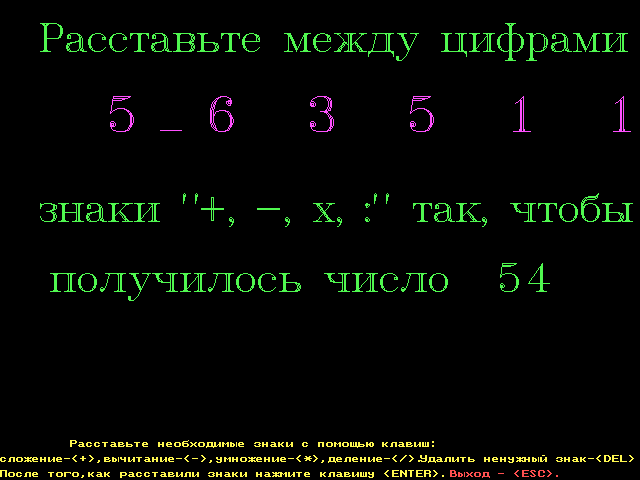 Расставьте между цифрами
5 _ 6 3 5 1 1
знаки "+, −, х, :" так, чтобы
получилось число 54
Расставьте необходимые знаки с помощью клавиш:
сложение-<+>,вычитание-<->,умножение-<*>,деление-</>.Удалить ненужный знак-<DEL>
После того,как расставили знаки нажмите клавишу <ENTER>. Выход - <ESC>.